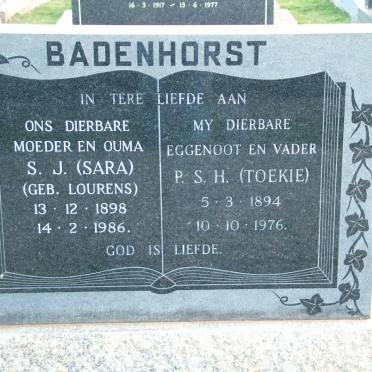 16·3·1917 – 13·6·1977
BADENHORST
IN TERE LIEFDE AAN
ONS DIERBARE
MOEDER EN OUMA
S. J. (SARA)
(GEB. LOURENS)
13·12·1898
14·2·1986.
MY DIERBARE
EGGENOOT EN VADER
P. S. H. (TOEKIE)
5·3·1894
10·10·1976.
GOD IS LIEFDE.